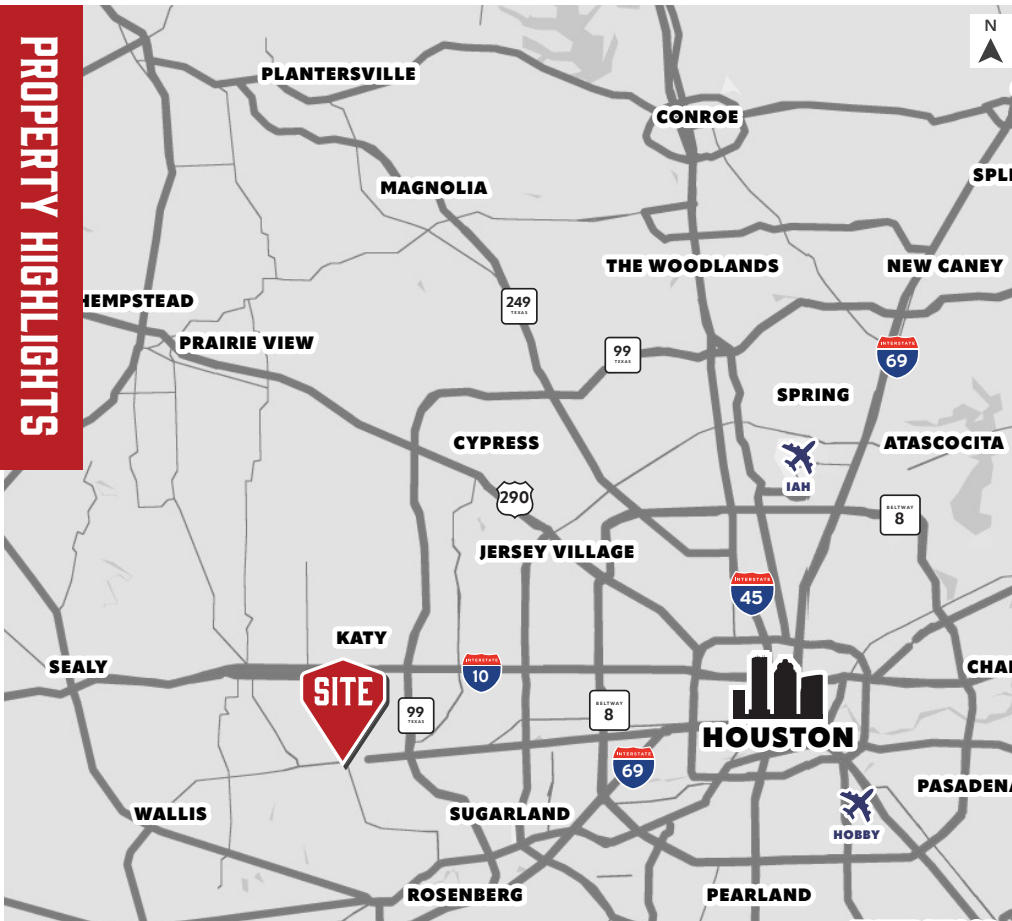 PROPERTY HIGHLIGHTS
N
PLANTERSVILLE
CONROE
SPLE
MAGNOLIA
THE WOODLANDS
NEW CANEY
HEMPSTEAD
249
TEXAS
PRAIRIE VIEW
99
TEXAS
INTERSTATE
69
SPRING
CYPRESS
ATASCOCITA
IAH
290
BELTWAY
8
JERSEY VILLAGE
INTERSTATE
45
KATY
SEALY
INTERSTATE
10
CHAN
SITE
99
TEXAS
BELTWAY
8
HOUSTON
INTERSTATE
69
PASADENA
WALLIS
SUGARLAND
HOBBY
ROSENBERG
PEARLAND